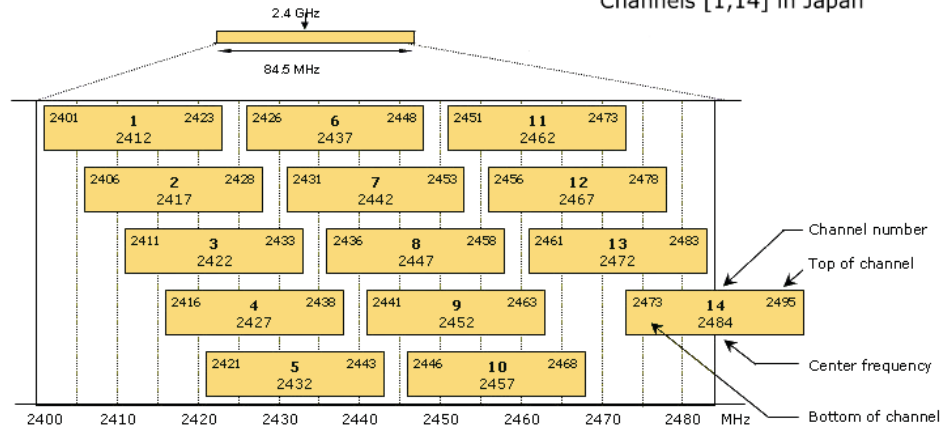 Channels [1,14] in Japan
2.4 GHz
84.5 MHz
2401 1 2423
2412
2426 6 2448
2437
2451 11 2473
2462
2406 2 2428
2417
2431 7 2453
2442
2456 12 2478
2467
2411 3 2433
2422
2436 8 2458
2447
2461 13 2483
2472
Channel number
Top of channel
2416 4 2438
2427
2441 9 2463
2452
2473 14 2495
2484
2421 5 2443
2432
2446 10 2468
2457
Center frequency
Bottom of channel
2400 2410 2420 2430 2440 2450 2460 2470 2480 MHz